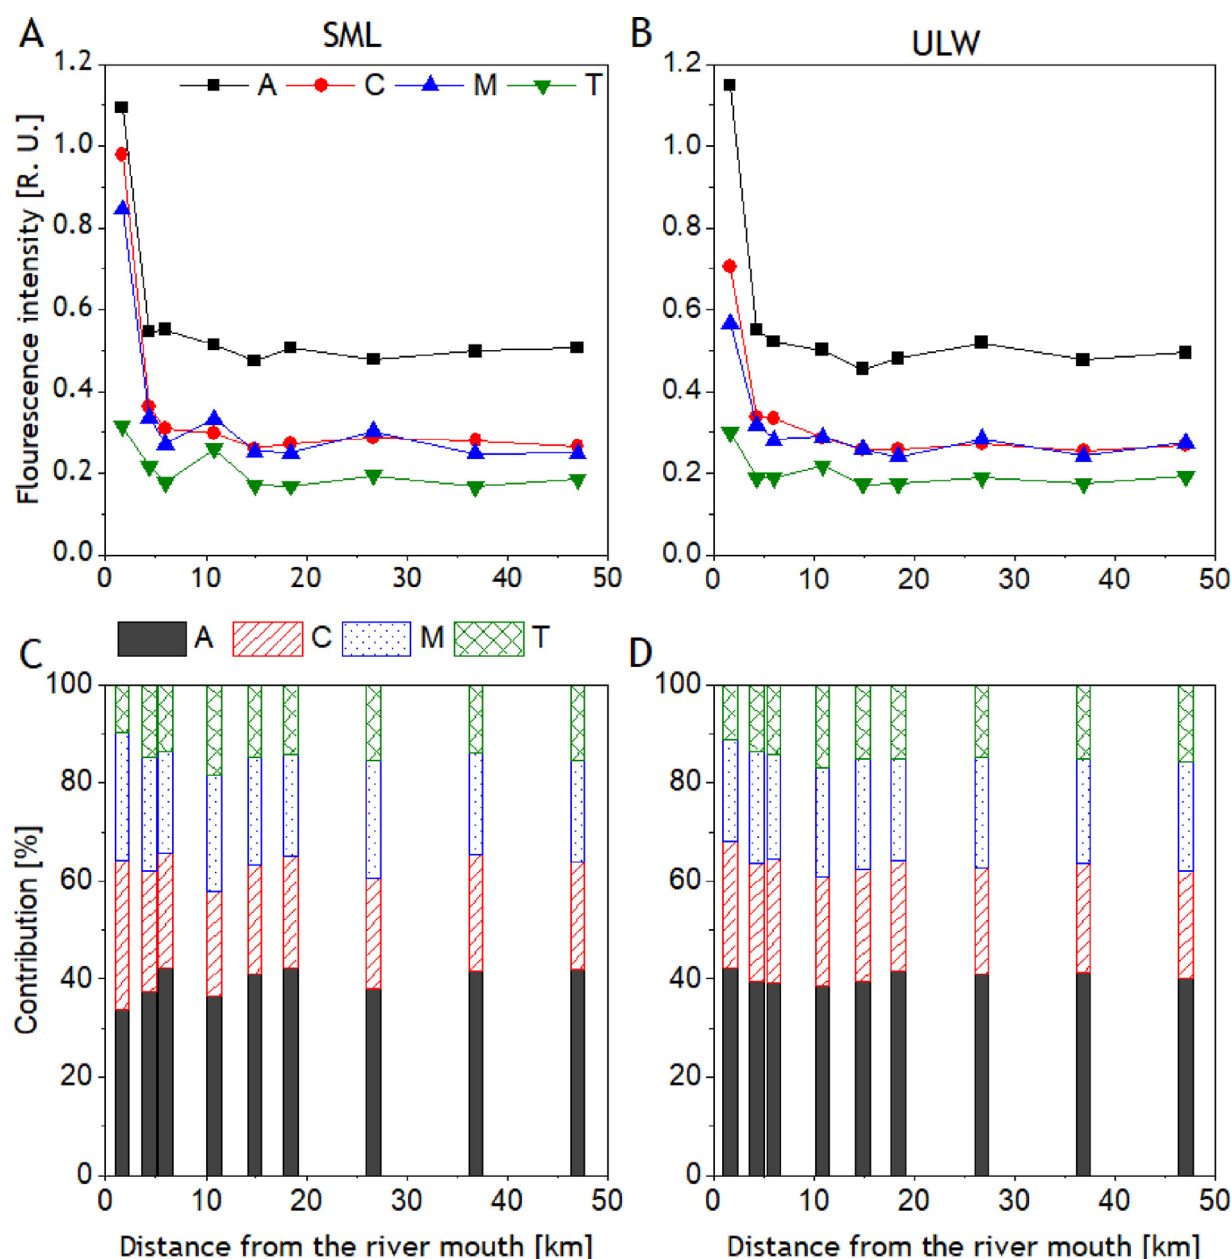 A SML B ULW
1.2 1.2
A C M T
1.0 1.0
0.8 0.8
0.6 0.6
0.4 0.4
0.2 0.2
0.0 0.0
Flourescence intensity [R. U.]
0 10 20 30 40 50 0 10 20 30 40 50
A C M T
C D
100 100
80 80
60 60
40 40
20 20
0 0
Contribution [%]
0 10 20 30 40 50 0 10 20 30 40 50
Distance from the river mouth [km] Distance from the river mouth [km]